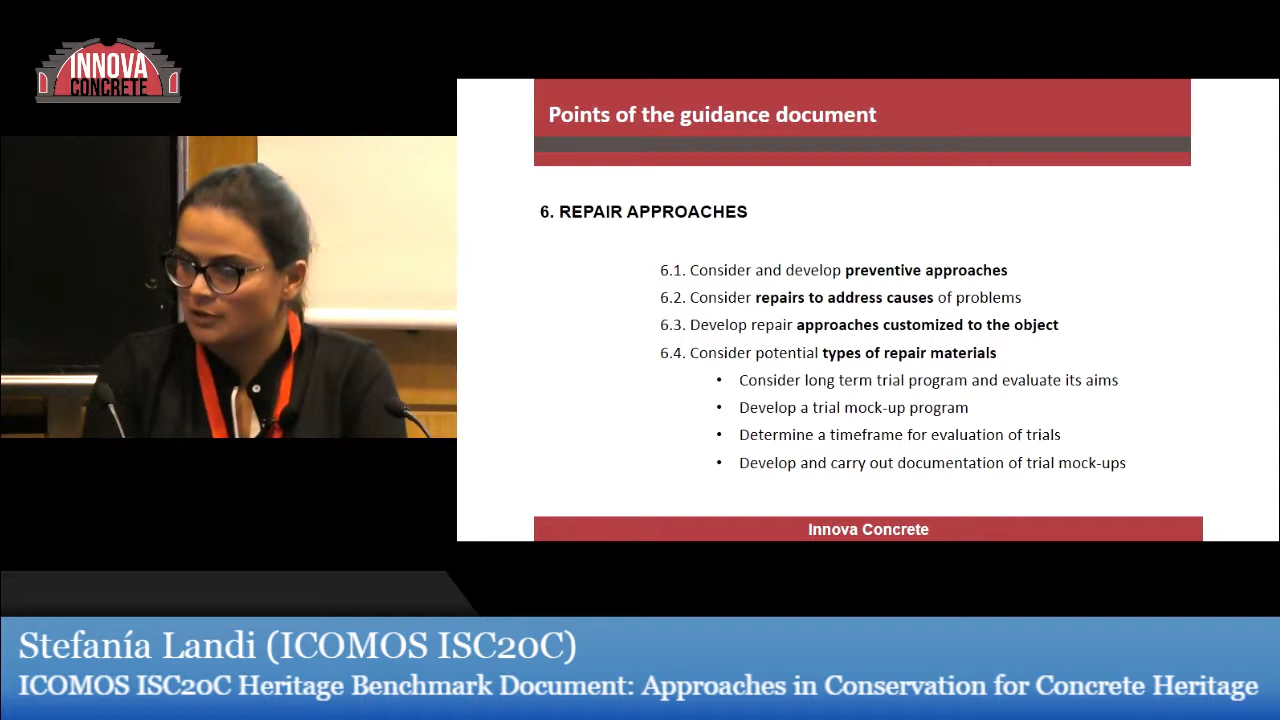 INNOVA
CONCRETE
Points of the guidance document
6. REPAIR APPROACHES
6.1. Consider and develop preventive approaches
6.2. Consider repairs to address causes of problems
6.3. Develop repair approaches customized to the object
6.4. Consider potential types of repair materials
• Consider long term trial program and evaluate its aims
• Develop a trial mock-up program
• Determine a timeframe for evaluation of trials
• Develop and carry out documentation of trial mock-ups
Innova Concrete
Stefanía Landi (ICOMOS ISC20C)
ICOMOS ISC20C Heritage Benchmark Document: Approaches in Conservation for Concrete Heritage